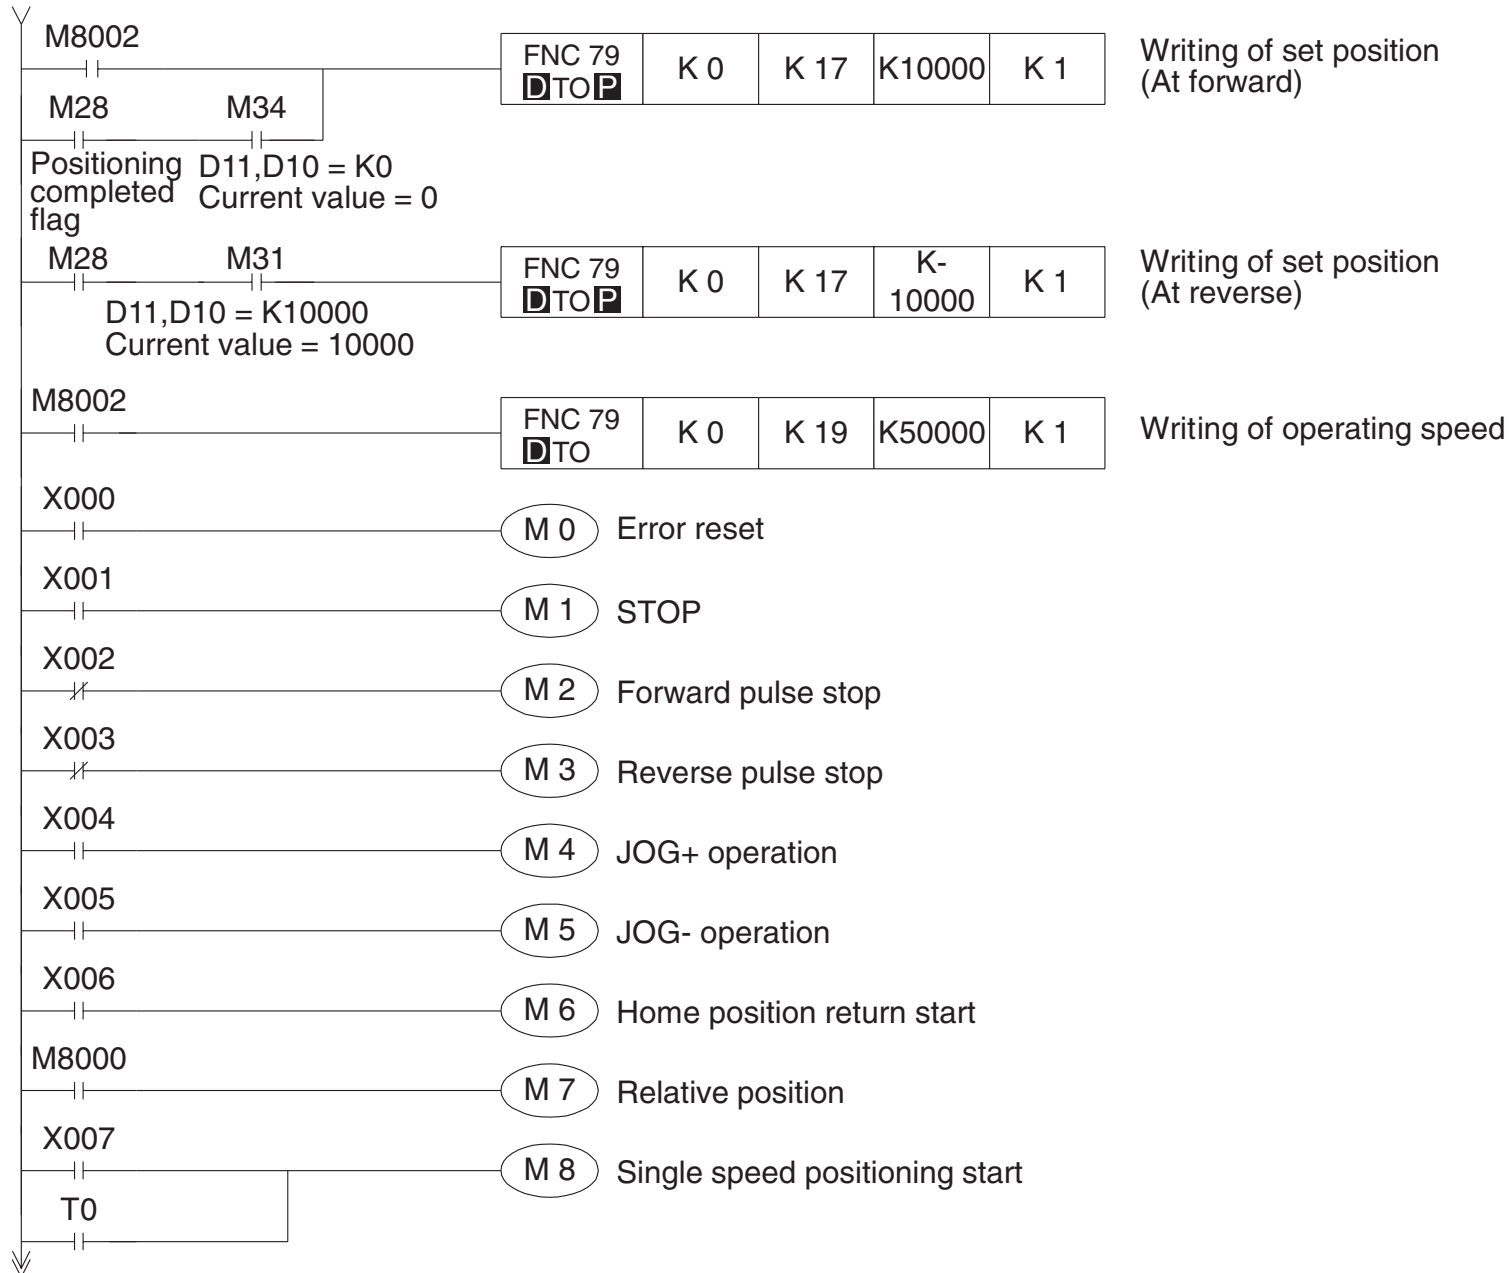 M8002
FNC 79
DTOP
K 0
K 17
K10000
K 1
Writing of set position
(At forward)
M28
M34
Positioning
completed
flag
D11,D10 = K0
Current value = 0
M28
M31
FNC 79
DTOP
K 0
K 17
K-
10000
K 1
Writing of set position
(At reverse)
D11,D10 = K10000
Current value = 10000
M8002
FNC 79
DTO
K 0
K 19
K50000
K 1
Writing of operating speed
X000
M 0
Error reset
X001
M 1
STOP
X002
M 2
Forward pulse stop
X003
M 3
Reverse pulse stop
X004
M 4
JOG+ operation
X005
M 5
JOG- operation
X006
M 6
Home position return start
M8000
M 7
Relative position
X007
M 8
Single speed positioning start
T0